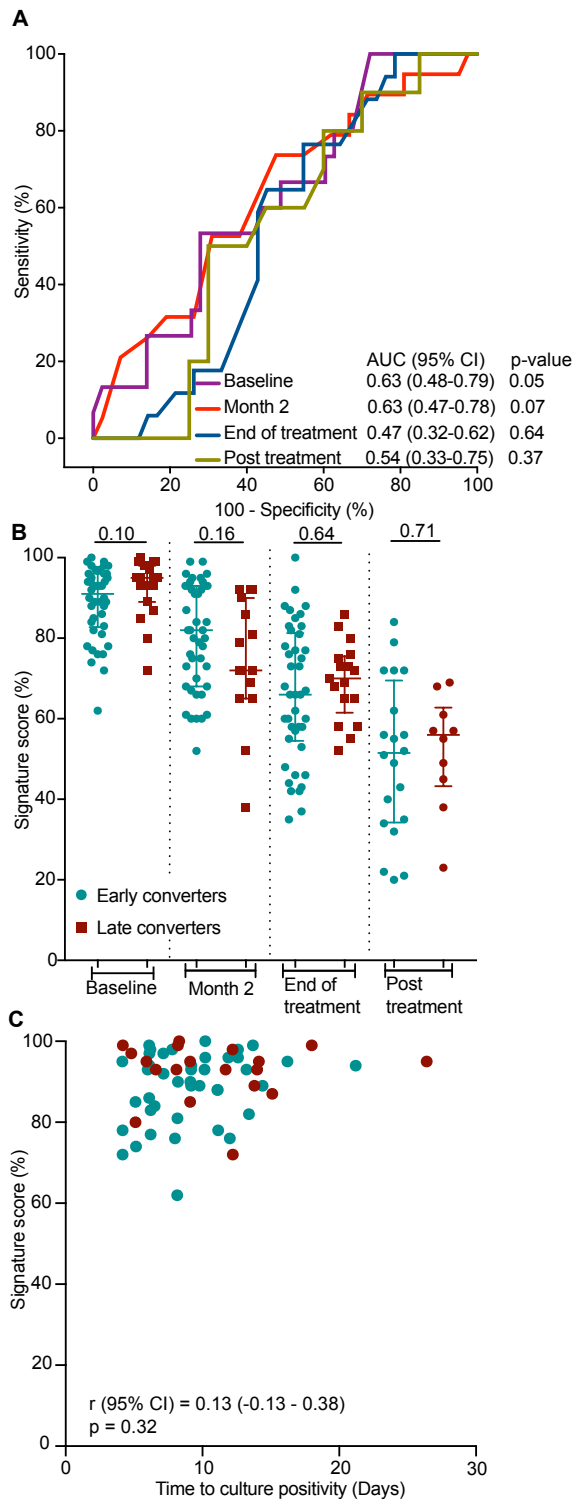 A
100
80
60
40
20
0
Sensitivity (%)
AUC (95% CI) p-value
Baseline 0.63 (0.48-0.79) 0.05
Month 2 0.63 (0.47-0.78) 0.07
End of treatment 0.47 (0.32-0.62) 0.64
Post treatment 0.54 (0.33-0.75) 0.37
0 20 40 60 80 100
100 - Specificity (%)
B
0.10 0.16 0.64 0.71
100
80
60
40
20
0
Signature score (%)
Early converters
Late converters
Baseline Month 2 End of Post
treatment treatment
C
100
80
60
40
20
0
Signature score (%)
r (95% CI) = 0.13 (-0.13 - 0.38)
p = 0.32
0 10 20 30
Time to culture positivity (Days)